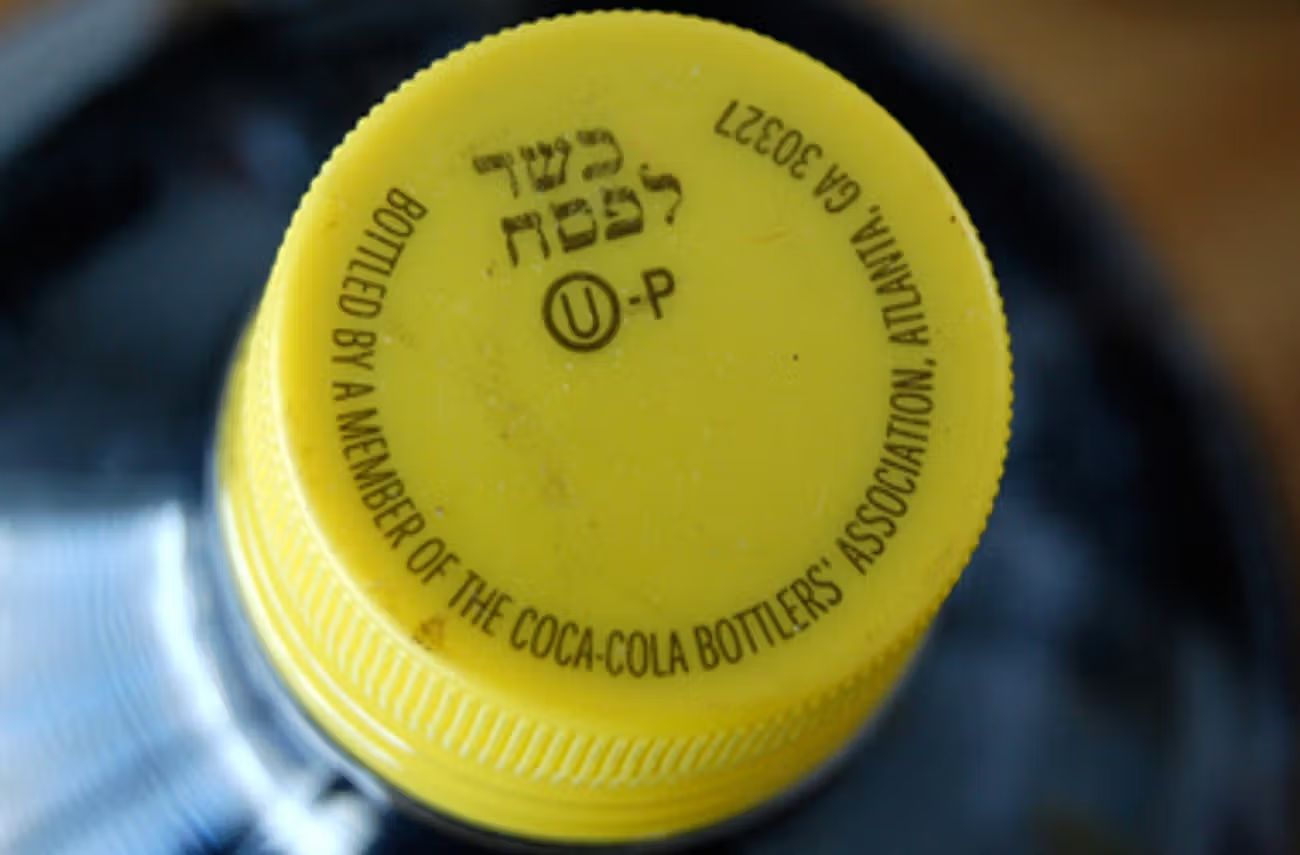 כשר
לפסח
Ⓤ-P
BOTTLED BY A MEMBER OF THE COCA-COLA BOTTLERS' ASSOCIATION, ATLANTA, GA 30327